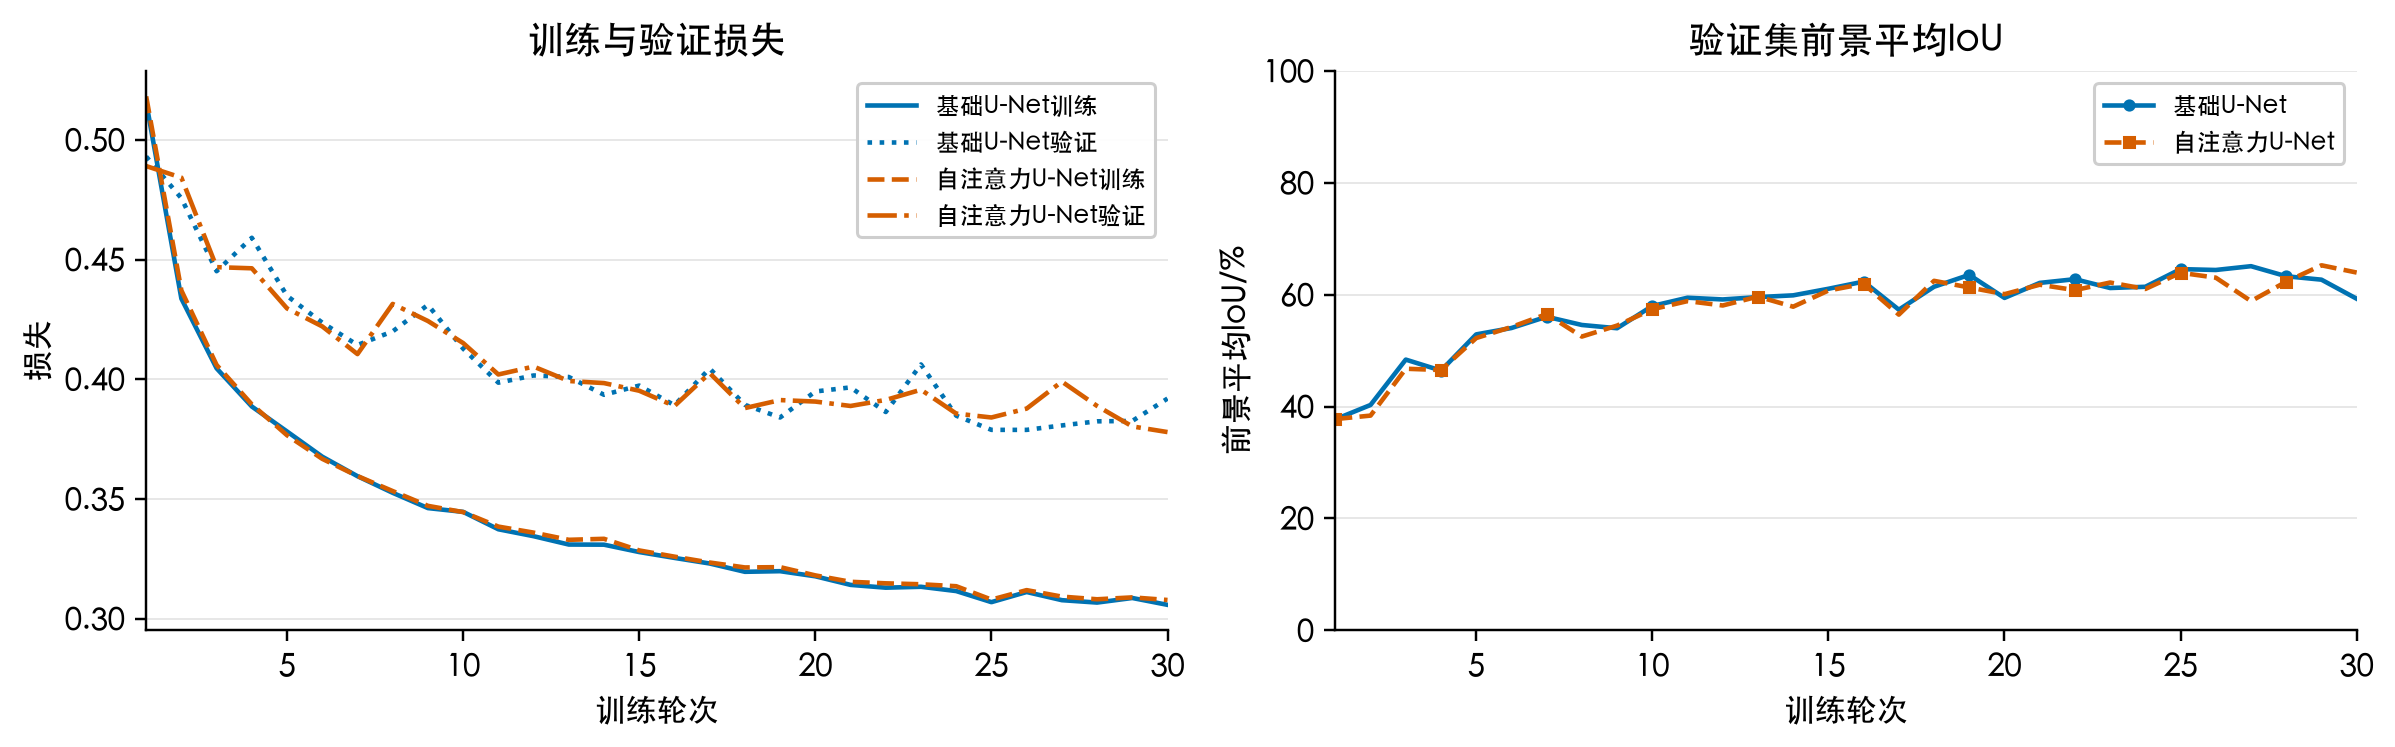 训练与验证损失
0.50
0.45
0.40
0.35
0.30
损失
5 10 15 20 25 30
训练轮次
基础U-Net训练
基础U-Net验证
自注意力U-Net训练
自注意力U-Net验证
验证集前景平均IoU
100
80
60
40
20
0
前景平均IoU/%
5 10 15 20 25 30
训练轮次
基础U-Net
自注意力U-Net